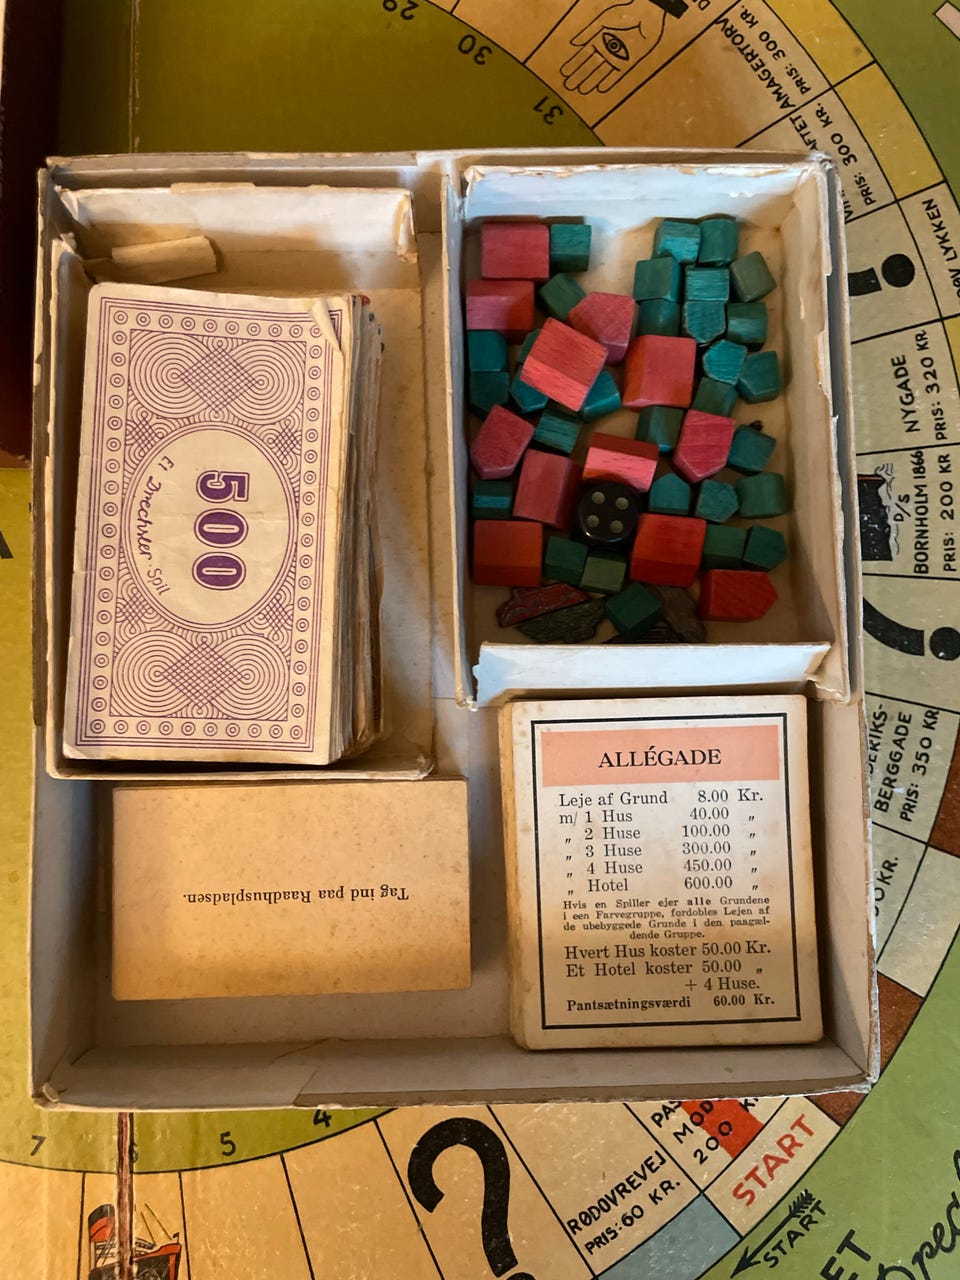 29
30
31
AMAGERTORV
PRIS: 300 KR.
PRIS: 300 KR.
LYKKEN
NYGADE
PRIS: 320 KR.
D/S
BORNHOLM 1866
PRIS: 200 KR
BERGGADE
PRIS: 350 KR
500
Et Drechsler-Spil
Tag ind paa Raadhuspladsen.
ALLÉGADE
Leje af Grund 8.00 Kr.
m/ 1 Hus 40.00 „
„ 2 Huse 100.00 „
„ 3 Huse 300.00 „
„ 4 Huse 450.00 „
„ Hotel 600.00 „
Hvis en Spiller ejer alle Grundene
i een Farvegruppe, fordobles Lejen af
de ubebyggede Grunde i den paagæl-
dende Gruppe.
Hvert Hus koster 50.00 Kr.
Et Hotel koster 50.00 „
+ 4 Huse.
Pantsætningsværdi 60.00 Kr.
7
6
5
4
?
RØDOVREVEJ
PRIS: 60 KR.
200
START
START